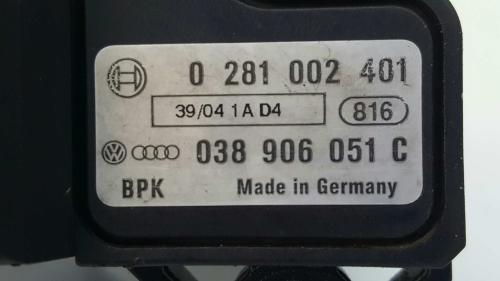 0 281 002 401
39/04 1A D4 816
038 906 051 C
BPK Made in Germany